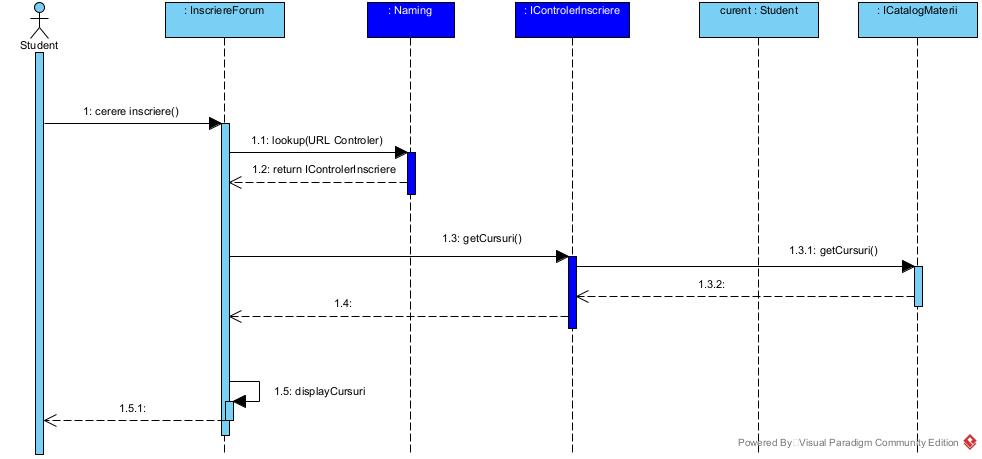 : InscriereForum
: Naming
: IControlerInscriere
curent : Student
: ICatalogMaterii
Student
1: cerere inscriere()
1.1: lookup(URL Controler)
1.2: return IControlerInscriere
1.3: getCursuri()
1.3.1: getCursuri()
1.3.2:
1.4:
1.5: displayCursuri
1.5.1:
Powered By Visual Paradigm Community Edition